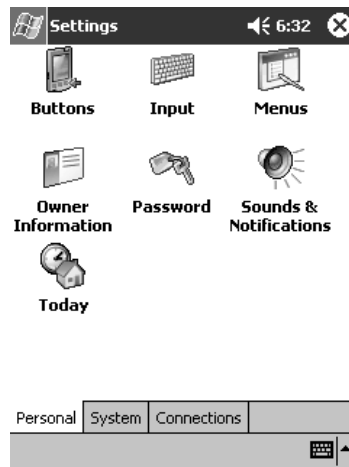 Settings 6:32
Buttons Input Menus
Owner Information Password Sounds & Notifications
Today
Personal System Connections